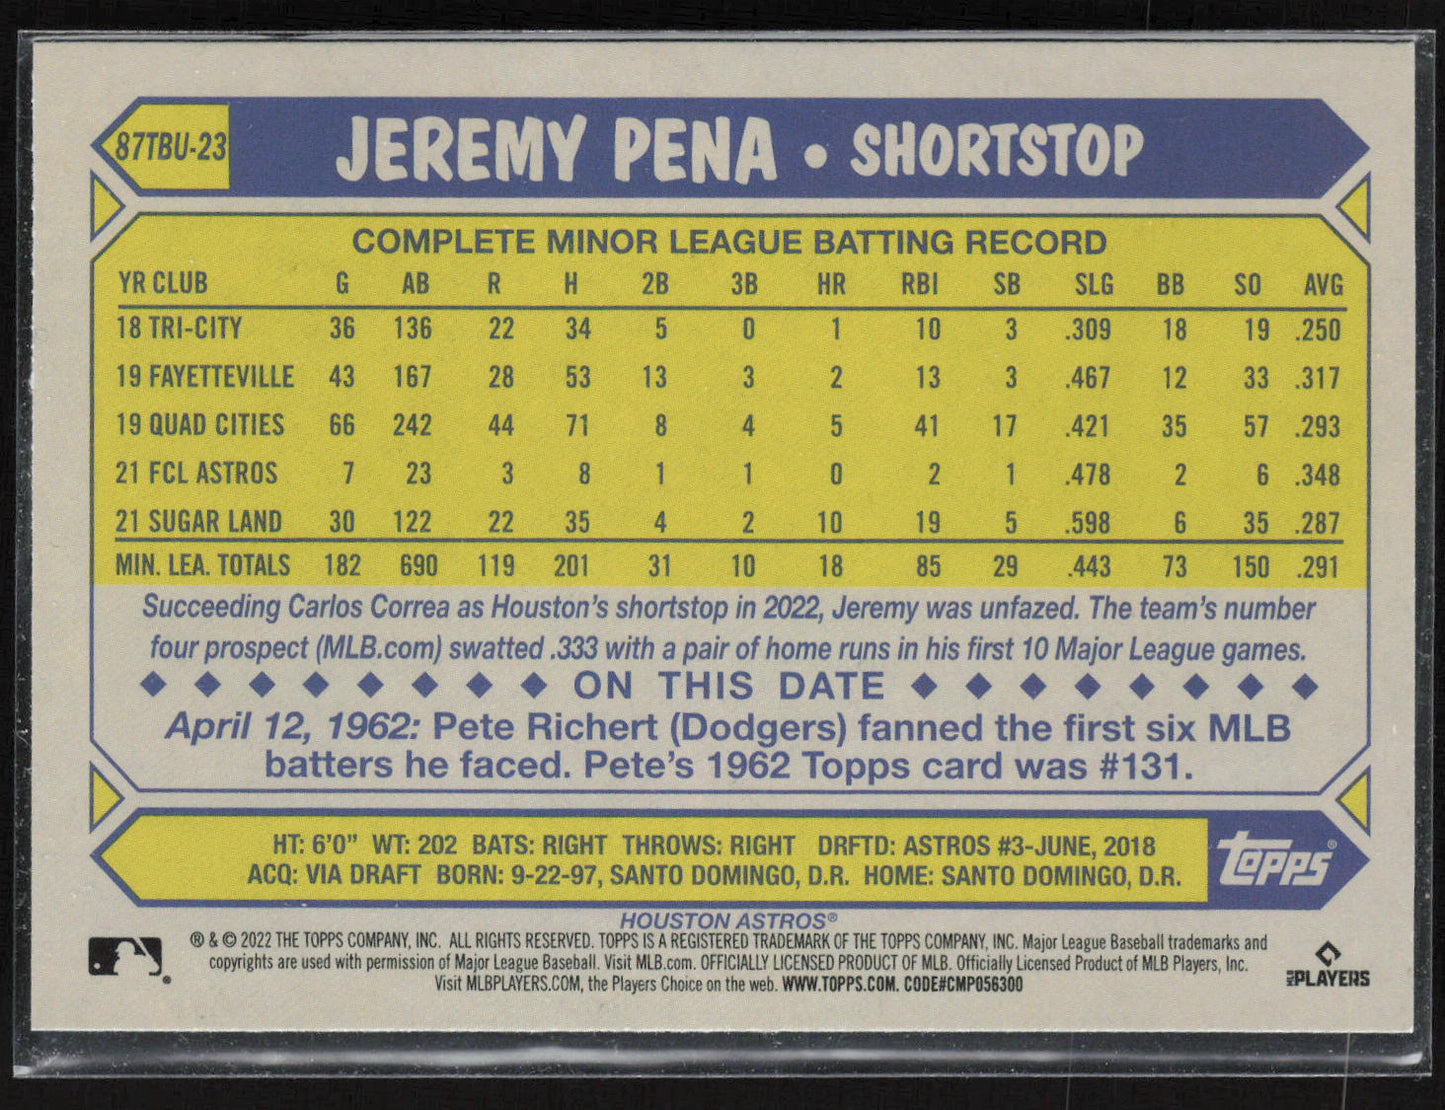 87TBU-23
JEREMY PENA • SHORTSTOP
COMPLETE MINOR LEAGUE BATTING RECORD
YR CLUB G AB R H 2B 3B HR RBI SB SLG BB SO AVG
18 TRI-CITY 36 136 22 34 5 0 1 10 3 .309 18 19 .250
19 FAYETTEVILLE 43 167 28 53 13 3 2 13 3 .467 12 33 .317
19 QUAD CITIES 66 242 44 71 8 4 5 41 17 .421 35 57 .293
21 FCL ASTROS 7 23 3 8 1 1 0 2 1 .478 2 6 .348
21 SUGAR LAND 30 122 22 35 4 2 10 19 5 .598 6 35 .287
MIN. LEA. TOTALS 182 690 119 201 31 10 18 85 29 .443 73 150 .291
Succeeding Carlos Correa as Houston's shortstop in 2022, Jeremy was unfazed. The team's number
four prospect (MLB.com) swatted .333 with a pair of home runs in his first 10 Major League games.
◆ ◆ ◆ ◆ ◆ ◆ ◆ ◆ ON THIS DATE ◆ ◆ ◆ ◆ ◆ ◆ ◆ ◆
April 12, 1962: Pete Richert (Dodgers) fanned the first six MLB
batters he faced. Pete's 1962 Topps card was #131.
HT: 6'0" WT: 202 BATS: RIGHT THROWS: RIGHT DRFTD: ASTROS #3-JUNE, 2018
ACQ: VIA DRAFT BORN: 9-22-97, SANTO DOMINGO, D.R. HOME: SANTO DOMINGO, D.R.
topps®
HOUSTON ASTROS®
® & © 2022 THE TOPPS COMPANY, INC. ALL RIGHTS RESERVED. TOPPS IS A REGISTERED TRADEMARK OF THE TOPPS COMPANY, INC. Major League Baseball trademarks and
copyrights are used with permission of Major League Baseball. Visit MLB.com. OFFICIALLY LICENSED PRODUCT OF MLB. Officially Licensed Product of MLB Players, Inc.
Visit MLBPLAYERS.COM, the Players Choice on the web. WWW.TOPPS.COM. CODE#CMP056300
MLB PLAYERS